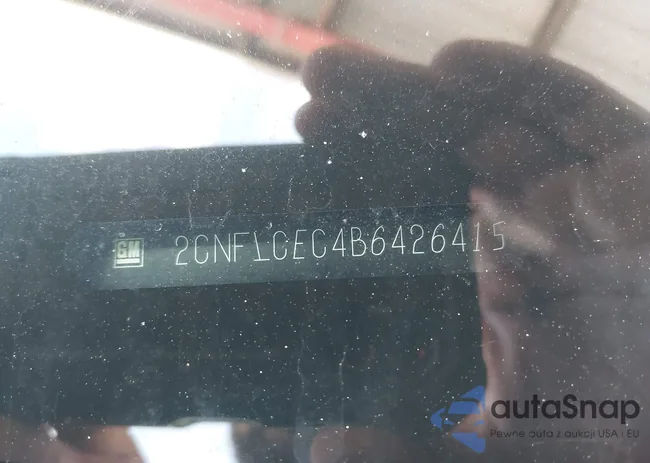 GM 2CNFLCEC4B6426415
autaSnap
Pewne auta z aukcji USA i EU